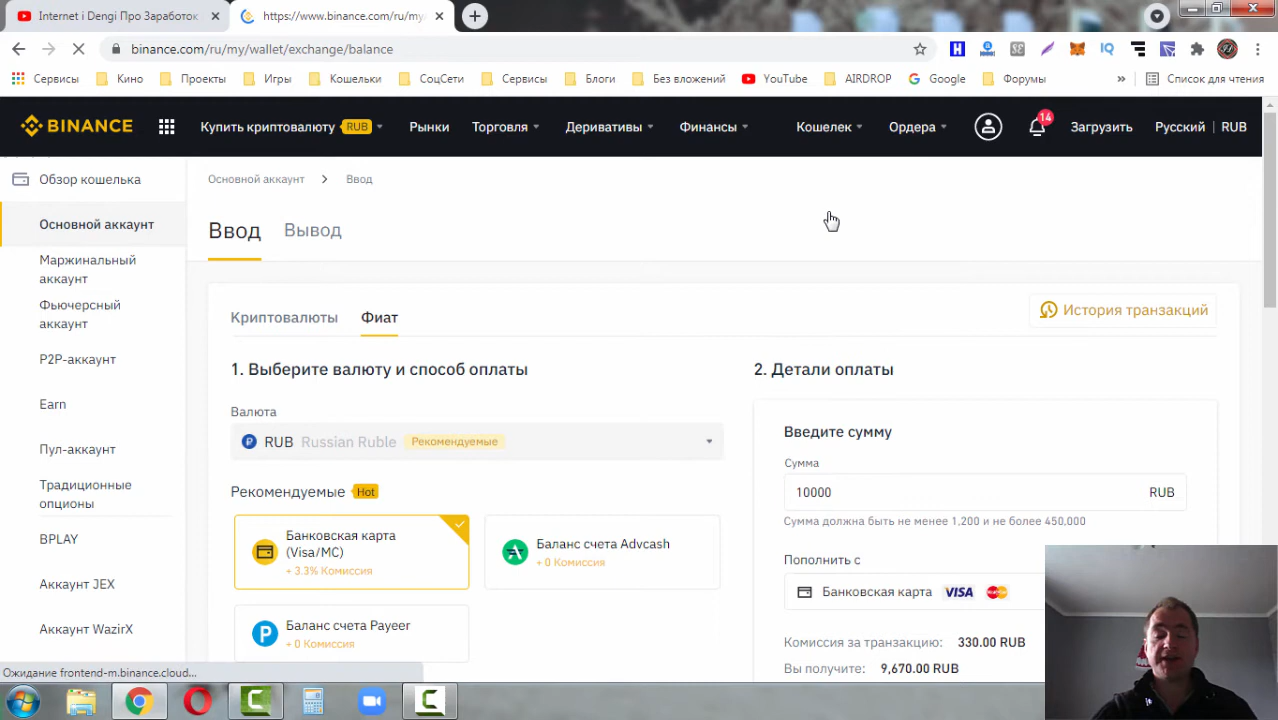 Internet i Dengi Про Заработок
https://www.binance.com/ru/my/
binance.com/ru/my/wallet/exchange/balance
Сервисы
Кино
Проекты
Игры
Кошельки
СоцСети
Сервисы
Блоги
Без вложений
YouTube
AIRDROP
Google
Форумы
»
Список для чтения
BINANCE
Купить криптовалюту RUB
Рынки
Торговля
Деривативы
Финансы
Кошелек
Ордера
14
Загрузить
Русский | RUB
Обзор кошелька
Основной аккаунт
Маржинальный
аккаунт
Фьючерсный
аккаунт
P2P-аккаунт
Earn
Пул-аккаунт
Традиционные
опционы
BPLAY
Аккаунт JEX
Аккаунт WazirX
Основной аккаунт > Ввод
Ввод
Вывод
Криптовалюты
Фиат
История транзакций
1. Выберите валюту и способ оплаты
Валюта
RUB Russian Ruble Рекомендуемые
Рекомендуемые Hot
Банковская карта
(Visa/MC)
+ 3.3% Комиссия
Баланс счета Advcash
+ 0 Комиссия
Баланс счета Payeer
+ 0 Комиссия
2. Детали оплаты
Введите сумму
Сумма
10000 RUB
Сумма должна быть не менее 1,200 и не более 450,000
Пополнить с
Банковская карта VISA
Комиссия за транзакцию: 330.00 RUB
Вы получите: 9,670.00 RUB
Ожидание frontend-m.binance.cloud...